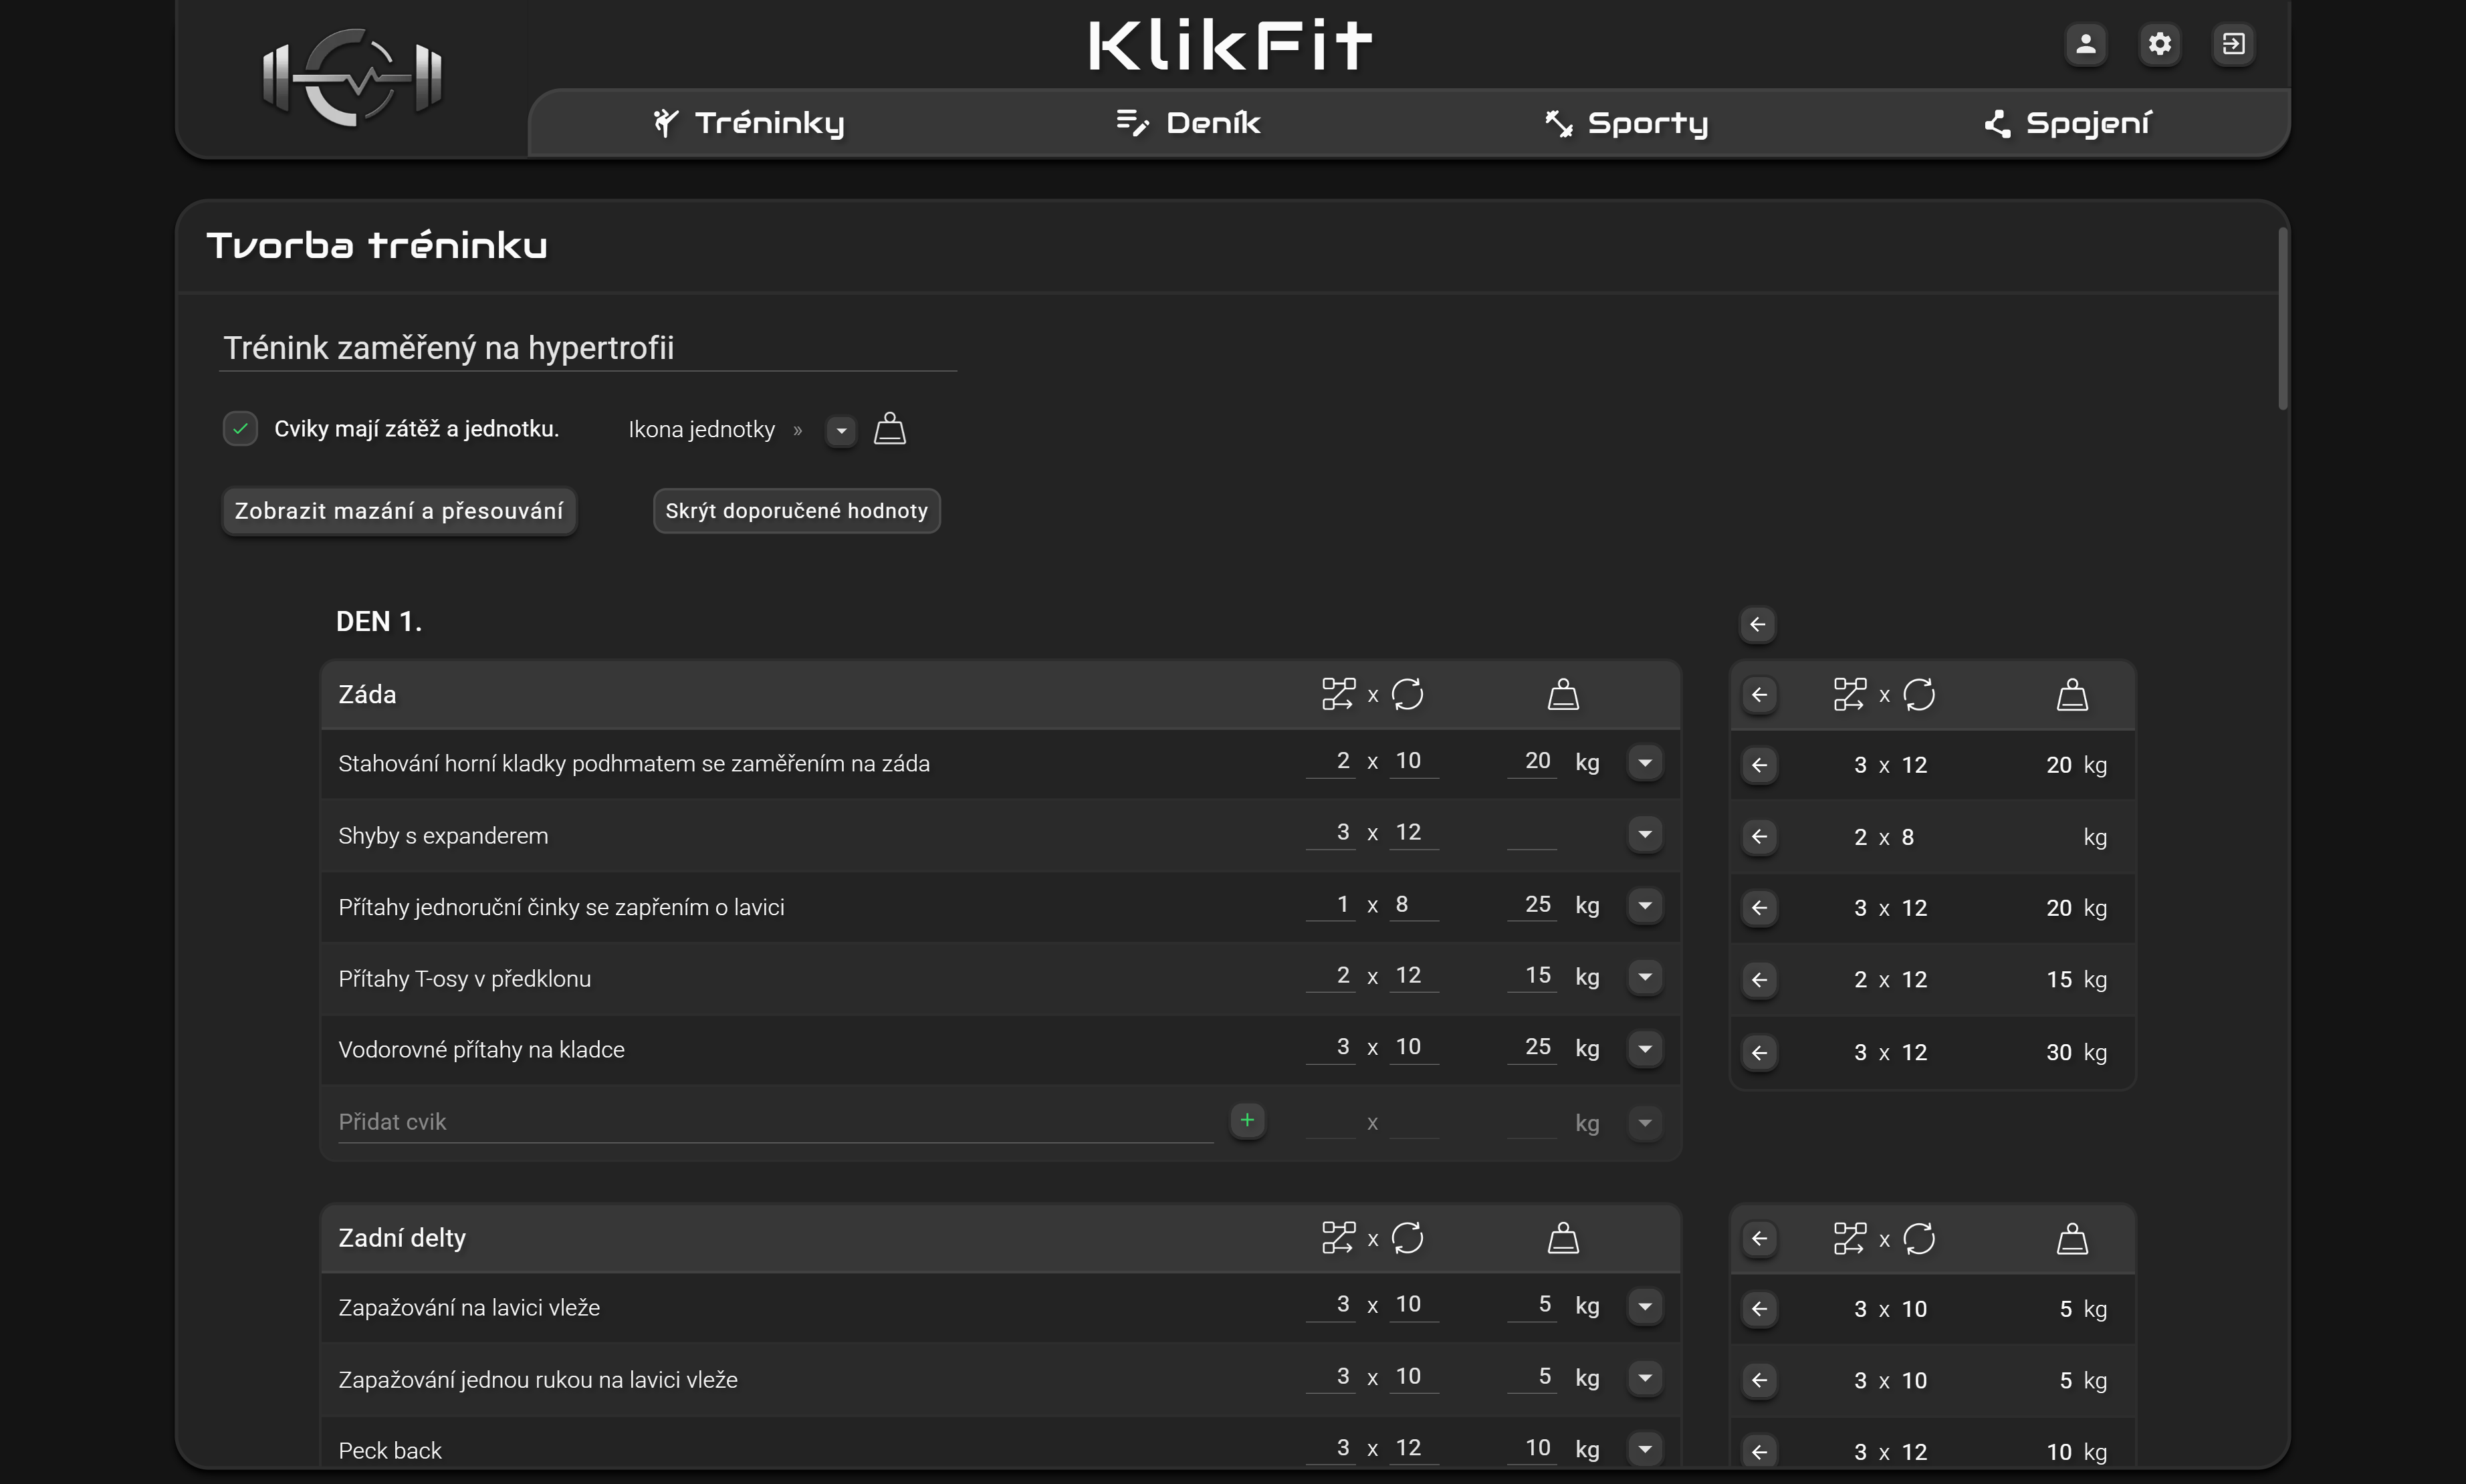 KlikFit
Tréninky Deník Sporty Spojení
Tvorba tréninku
Trénink zaměřený na hypertrofii
Cviky mají zátěž a jednotku. Ikona jednotky »
Zobrazit mazání a přesouvání Skrýt doporučené hodnoty
DEN 1.
Záda x x
Stahování horní kladky podhmatem se zaměřením na záda 2 x 10 20 kg 3 x 12 20 kg
Shyby s expanderem 3 x 12 2 x 8 kg
Přítahy jednoruční činky se zapřením o lavici 1 x 8 25 kg 3 x 12 20 kg
Přítahy T-osy v předklonu 2 x 12 15 kg 2 x 12 15 kg
Vodorovné přítahy na kladce 3 x 10 25 kg 3 x 12 30 kg
Přidat cvik + x kg
Zadní delty x x
Zapažování na lavici vleže 3 x 10 5 kg 3 x 10 5 kg
Zapažování jednou rukou na lavici vleže 3 x 10 5 kg 3 x 10 5 kg
Peck back 3 x 12 10 kg 3 x 12 10 kg